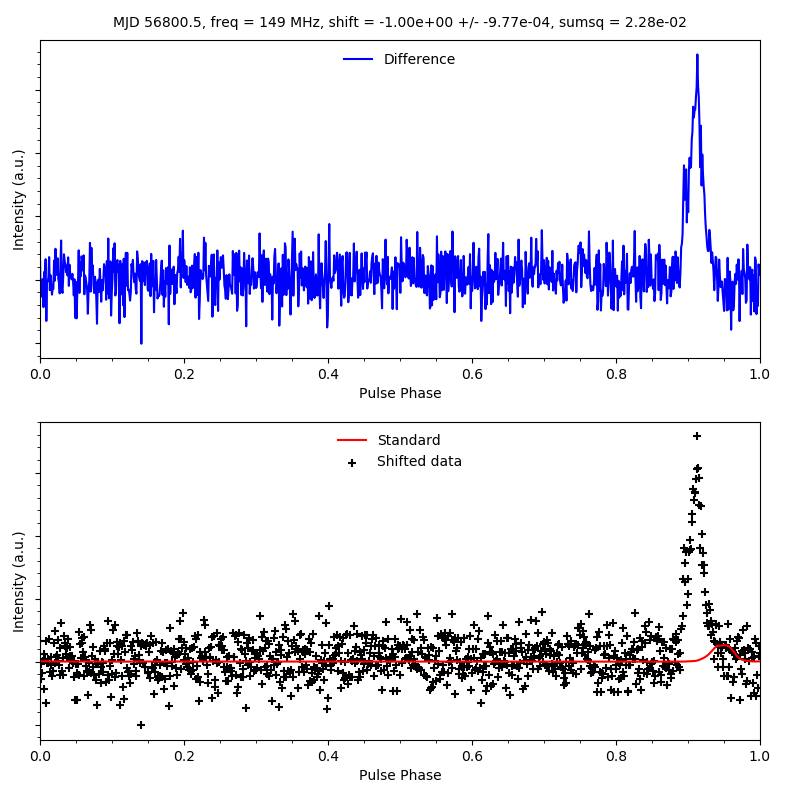 MJD 56800.5, freq = 149 MHz, shift = -1.00e+00 +/- -9.77e-04, sumsq = 2.28e-02
Difference
Intensity (a.u.)
0.0 0.2 0.4 0.6 0.8 1.0
Pulse Phase
Standard
Shifted data
Intensity (a.u.)
0.0 0.2 0.4 0.6 0.8 1.0
Pulse Phase